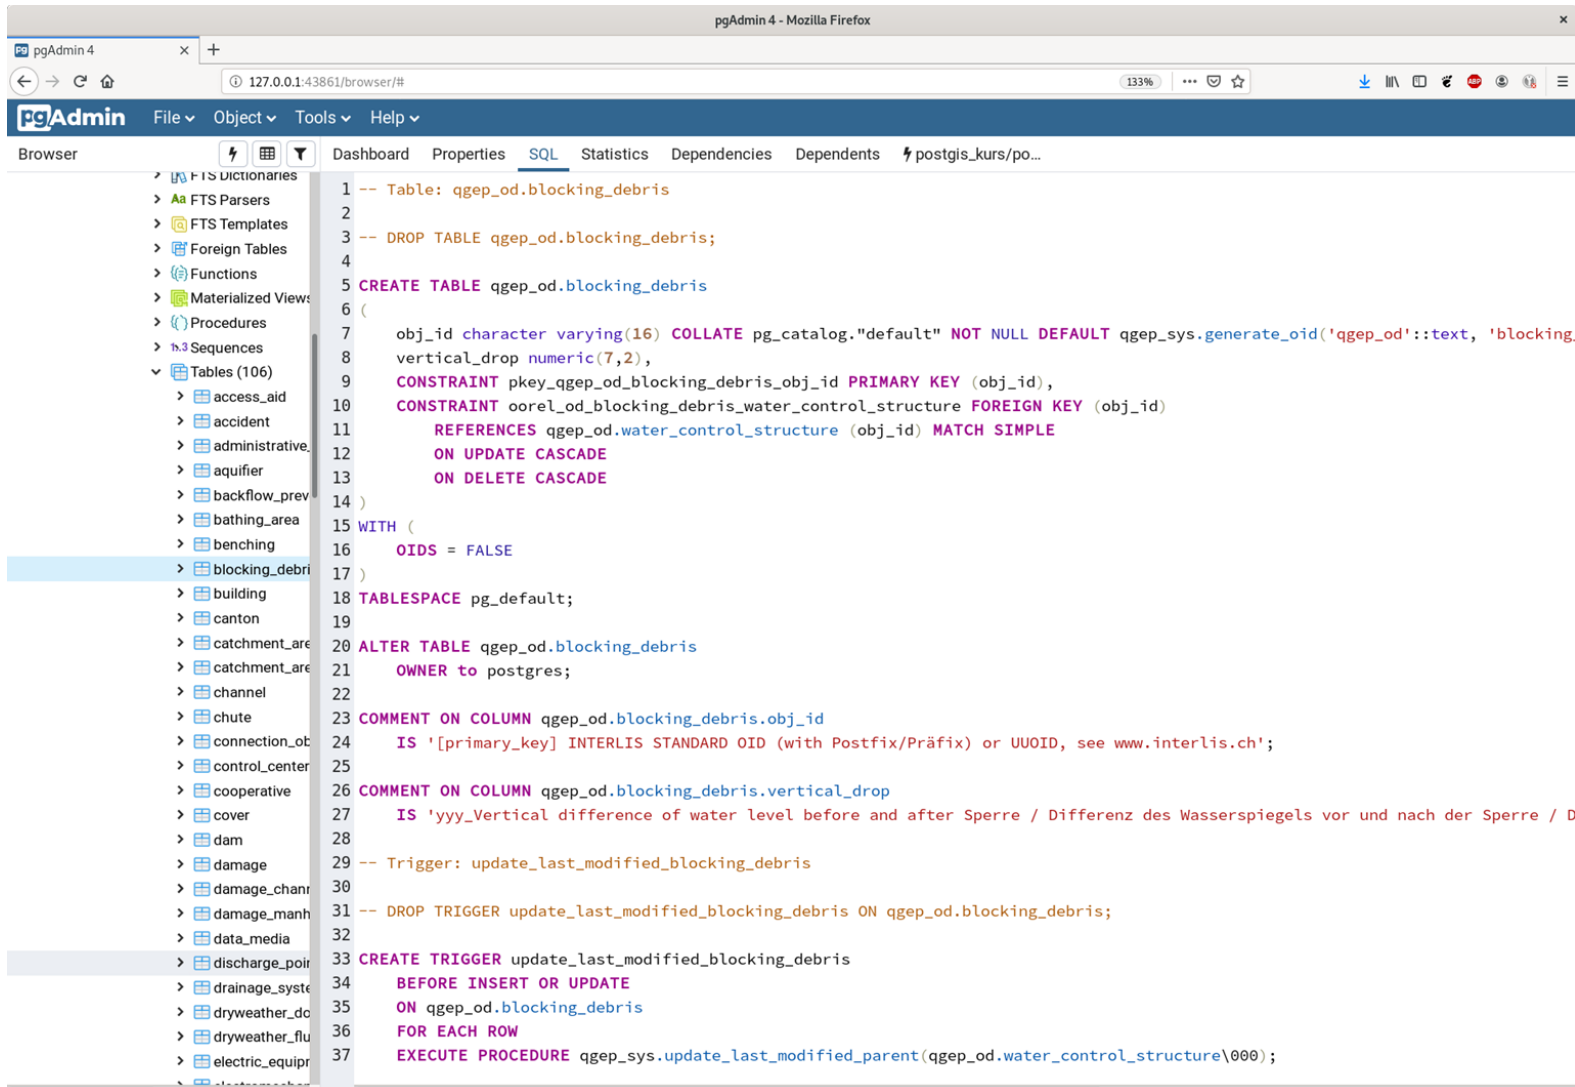 pgAdmin 4 - Mozilla Firefox
pgAdmin 4
127.0.0.1:43861/browser/#
133%
pgAdmin File Object Tools Help
Browser
Dashboard Properties SQL Statistics Dependencies Dependents postgis_kurs/po...
FTS Dictionaries
FTS Parsers
FTS Templates
Foreign Tables
Functions
Materialized Views
Procedures
Sequences
Tables (106)
access_aid
accident
administrative_
aquifier
backflow_prev
bathing_area
benching
blocking_debri
building
canton
catchment_are
catchment_are
channel
chute
connection_ob
control_center
cooperative
cover
dam
damage
damage_chann
damage_manh
data_media
discharge_poin
drainage_syste
dryweather_do
dryweather_flu
electric_equipm
1 -- Table: qgep_od.blocking_debris
2
3 -- DROP TABLE qgep_od.blocking_debris;
4
5 CREATE TABLE qgep_od.blocking_debris
6 (
7 obj_id character varying(16) COLLATE pg_catalog."default" NOT NULL DEFAULT qgep_sys.generate_oid('qgep_od'::text, 'blocking_
8 vertical_drop numeric(7,2),
9 CONSTRAINT pkey_qgep_od_blocking_debris_obj_id PRIMARY KEY (obj_id),
10 CONSTRAINT oorel_od_blocking_debris_water_control_structure FOREIGN KEY (obj_id)
11 REFERENCES qgep_od.water_control_structure (obj_id) MATCH SIMPLE
12 ON UPDATE CASCADE
13 ON DELETE CASCADE
14 )
15 WITH (
16 OIDS = FALSE
17 )
18 TABLESPACE pg_default;
19
20 ALTER TABLE qgep_od.blocking_debris
21 OWNER to postgres;
22
23 COMMENT ON COLUMN qgep_od.blocking_debris.obj_id
24 IS '[primary_key] INTERLIS STANDARD OID (with Postfix/Präfix) or UUOID, see www.interlis.ch';
25
26 COMMENT ON COLUMN qgep_od.blocking_debris.vertical_drop
27 IS 'yyy_Vertical difference of water level before and after Sperre / Differenz des Wasserspiegels vor und nach der Sperre / D
28
29 -- Trigger: update_last_modified_blocking_debris
30
31 -- DROP TRIGGER update_last_modified_blocking_debris ON qgep_od.blocking_debris;
32
33 CREATE TRIGGER update_last_modified_blocking_debris
34 BEFORE INSERT OR UPDATE
35 ON qgep_od.blocking_debris
36 FOR EACH ROW
37 EXECUTE PROCEDURE qgep_sys.update_last_modified_parent(qgep_od.water_control_structure\000);